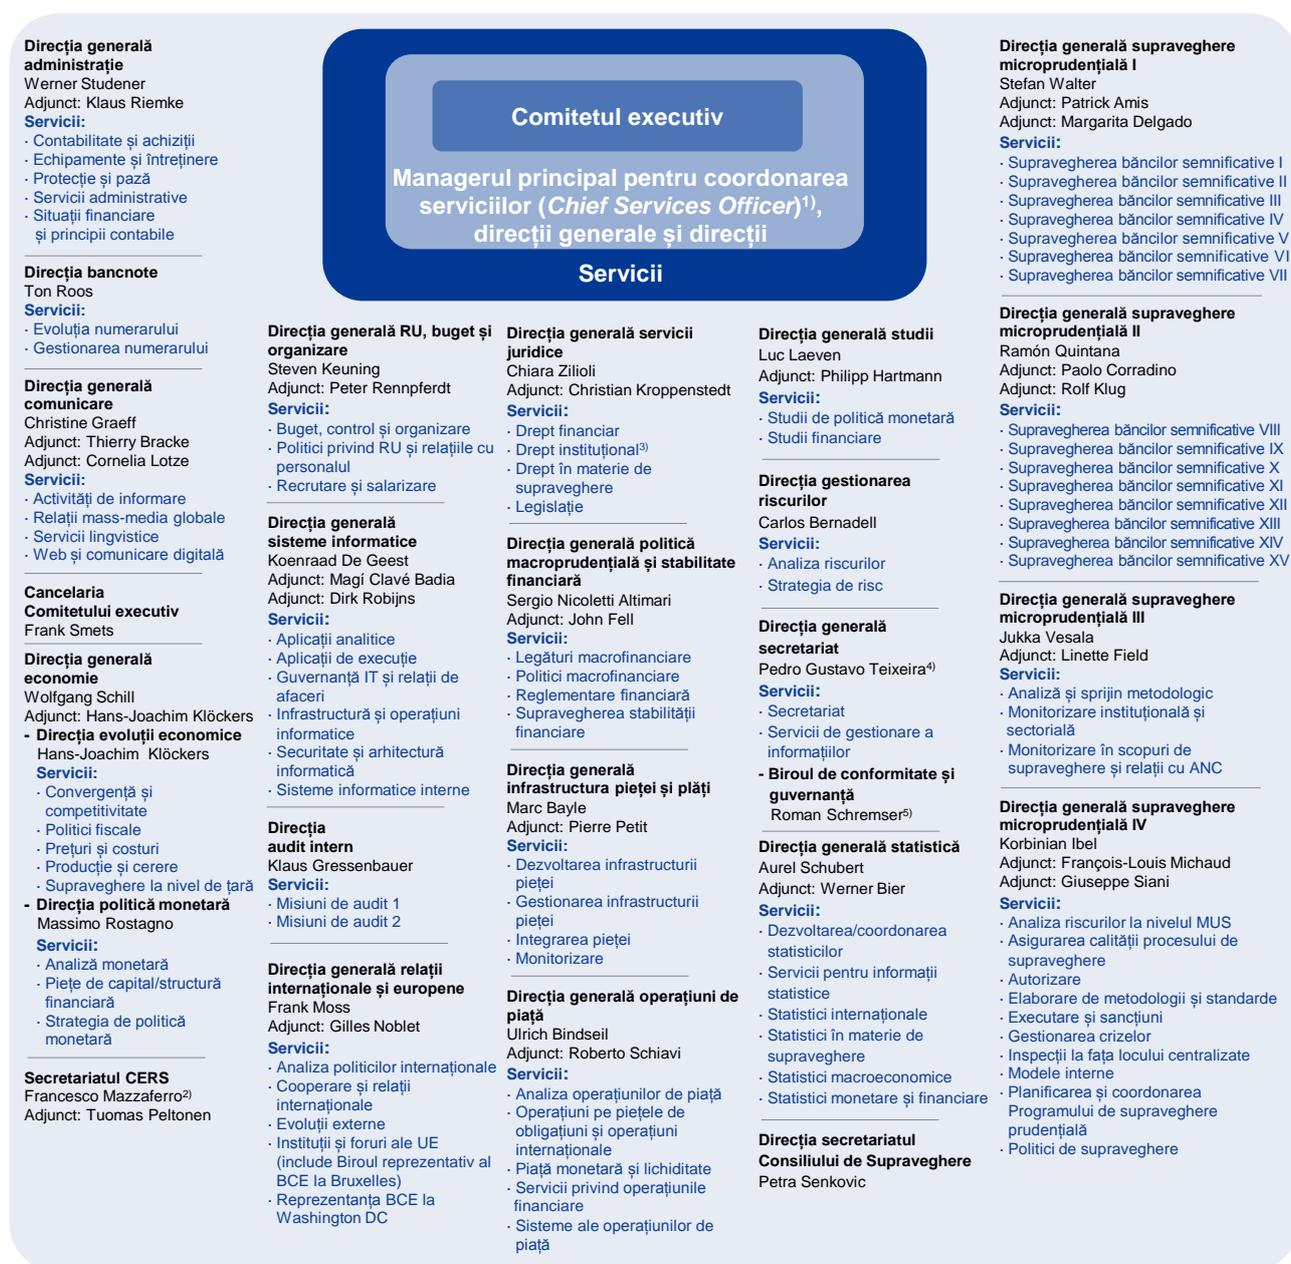 Direcția generală
administrație
Werner Studener
Adjunct: Klaus Riemke
Servicii:
· Contabilitate și achiziții
· Echipamente și întreținere
· Protecție și pază
· Servicii administrative
· Situații financiare
și principii contabile
Direcția bancnote
Ton Roos
Servicii:
· Evoluția numerarului
· Gestionarea numerarului
Direcția generală
comunicare
Christine Graeff
Adjunct: Thierry Bracke
Adjunct: Cornelia Lotze
Servicii:
· Activități de informare
· Relații mass-media globale
· Servicii lingvistice
· Web și comunicare digitală
Cancelaria
Comitetului executiv
Frank Smets
Direcția generală
economie
Wolfgang Schill
Adjunct: Hans-Joachim Klöckers
- Direcția evoluții economice
Hans-Joachim Klöckers
Servicii:
· Convergență și
competitivitate
· Politici fiscale
· Prețuri și costuri
· Producție și cerere
· Supraveghere la nivel de țară
- Direcția politică monetară
Massimo Rostagno
Servicii:
· Analiză monetară
· Piețe de capital/structură
financiară
· Strategia de politică
monetară
Secretariatul CERS
Francesco Mazzaferro2)
Adjunct: Tuomas Peltonen
Comitetul executiv
Managerul principal pentru coordonarea
serviciilor (Chief Services Officer)1),
direcții generale și direcții
Servicii
Direcția generală RU, buget și
organizare
Steven Keuning
Adjunct: Peter Rennpferdt
Servicii:
· Buget, control și organizare
· Politici privind RU și relațiile cu
personalul
· Recrutare și salarizare
Direcția generală
sisteme informatice
Koenraad De Geest
Adjunct: Magí Clavé Badia
Adjunct: Dirk Robijns
Servicii:
· Aplicații analitice
· Aplicații de execuție
· Guvernanță IT și relații de
afaceri
· Infrastructură și operațiuni
informatice
· Securitate și arhitectură
informatică
· Sisteme informatice interne
Direcția
audit intern
Klaus Gressenbauer
Servicii:
· Misiuni de audit 1
· Misiuni de audit 2
Direcția generală relații
internaționale și europene
Frank Moss
Adjunct: Gilles Noblet
Servicii:
· Analiza politicilor internaționale
· Cooperare și relații
internaționale
· Evoluții externe
· Instituții și foruri ale UE
(include Biroul reprezentativ al
BCE la Bruxelles)
· Reprezentanța BCE la
Washington DC
Direcția generală servicii
juridice
Chiara Zilioli
Adjunct: Christian Kroppenstedt
Servicii:
· Drept financiar
· Drept instituțional3)
· Drept în materie de
supraveghere
· Legislație
Direcția generală politică
macroprudențială și stabilitate
financiară
Sergio Nicoletti Altimari
Adjunct: John Fell
Servicii:
· Legături macrofinanciare
· Politici macrofinanciare
· Reglementare financiară
· Supravegherea stabilității
financiare
Direcția generală
infrastructura pieței și plăți
Marc Bayle
Adjunct: Pierre Petit
Servicii:
· Dezvoltarea infrastructurii
pieței
· Gestionarea infrastructurii
pieței
· Integrarea pieței
· Monitorizare
Direcția generală operațiuni de
piață
Ulrich Bindseil
Adjunct: Roberto Schiavi
Servicii:
· Analiza operațiunilor de piață
· Operațiuni pe piețele de
obligațiuni și operațiuni
internaționale
· Piață monetară și lichiditate
· Servicii privind operațiunile
financiare
· Sisteme ale operațiunilor de
piață
Direcția generală studii
Luc Laeven
Adjunct: Philipp Hartmann
Servicii:
· Studii de politică monetară
· Studii financiare
Direcția gestionarea
riscurilor
Carlos Bernadell
Servicii:
· Analiza riscurilor
· Strategia de risc
Direcția generală
secretariat
Pedro Gustavo Teixeira4)
Servicii:
· Secretariat
· Servicii de gestionare a
informațiilor
- Biroul de conformitate și
guvernanță
Roman Schremser5)
Direcția generală statistică
Aurel Schubert
Adjunct: Werner Bier
Servicii:
· Dezvoltarea/coordonarea
statisticilor
· Servicii pentru informații
statistice
· Statistici internaționale
· Statistici în materie de
supraveghere
· Statistici macroeconomice
· Statistici monetare și financiare
Direcția secretariatul
Consiliului de Supraveghere
Petra Senkovic
Direcția generală supraveghere
microprudențială I
Stefan Walter
Adjunct: Patrick Amis
Adjunct: Margarita Delgado
Servicii:
· Supravegherea băncilor semnificative I
· Supravegherea băncilor semnificative II
· Supravegherea băncilor semnificative III
· Supravegherea băncilor semnificative IV
· Supravegherea băncilor semnificative V
· Supravegherea băncilor semnificative VI
· Supravegherea băncilor semnificative VII
Direcția generală supraveghere
microprudențială II
Ramón Quintana
Adjunct: Paolo Corradino
Adjunct: Rolf Klug
Servicii:
· Supravegherea băncilor semnificative VIII
· Supravegherea băncilor semnificative IX
· Supravegherea băncilor semnificative X
· Supravegherea băncilor semnificative XI
· Supravegherea băncilor semnificative XII
· Supravegherea băncilor semnificative XIII
· Supravegherea băncilor semnificative XIV
· Supravegherea băncilor semnificative XV
Direcția generală supraveghere
microprudențială III
Jukka Vesala
Adjunct: Linette Field
Servicii:
· Analiză și sprijin metodologic
· Monitorizare instituțională și
sectorială
· Monitorizare în scopuri de
supraveghere și relații cu ANC
Direcția generală supraveghere
microprudențială IV
Korbinian Ibel
Adjunct: François-Louis Michaud
Adjunct: Giuseppe Siani
Servicii:
· Analiza riscurilor la nivelul MUS
· Asigurarea calității procesului de
supraveghere
· Autorizare
· Elaborare de metodologii și standarde
· Executare și sancțiuni
· Gestionarea crizelor
· Inspecții la fața locului centralizate
· Modele interne
· Planificarea și coordonarea
Programului de supraveghere
prudențială
· Politici de supraveghere